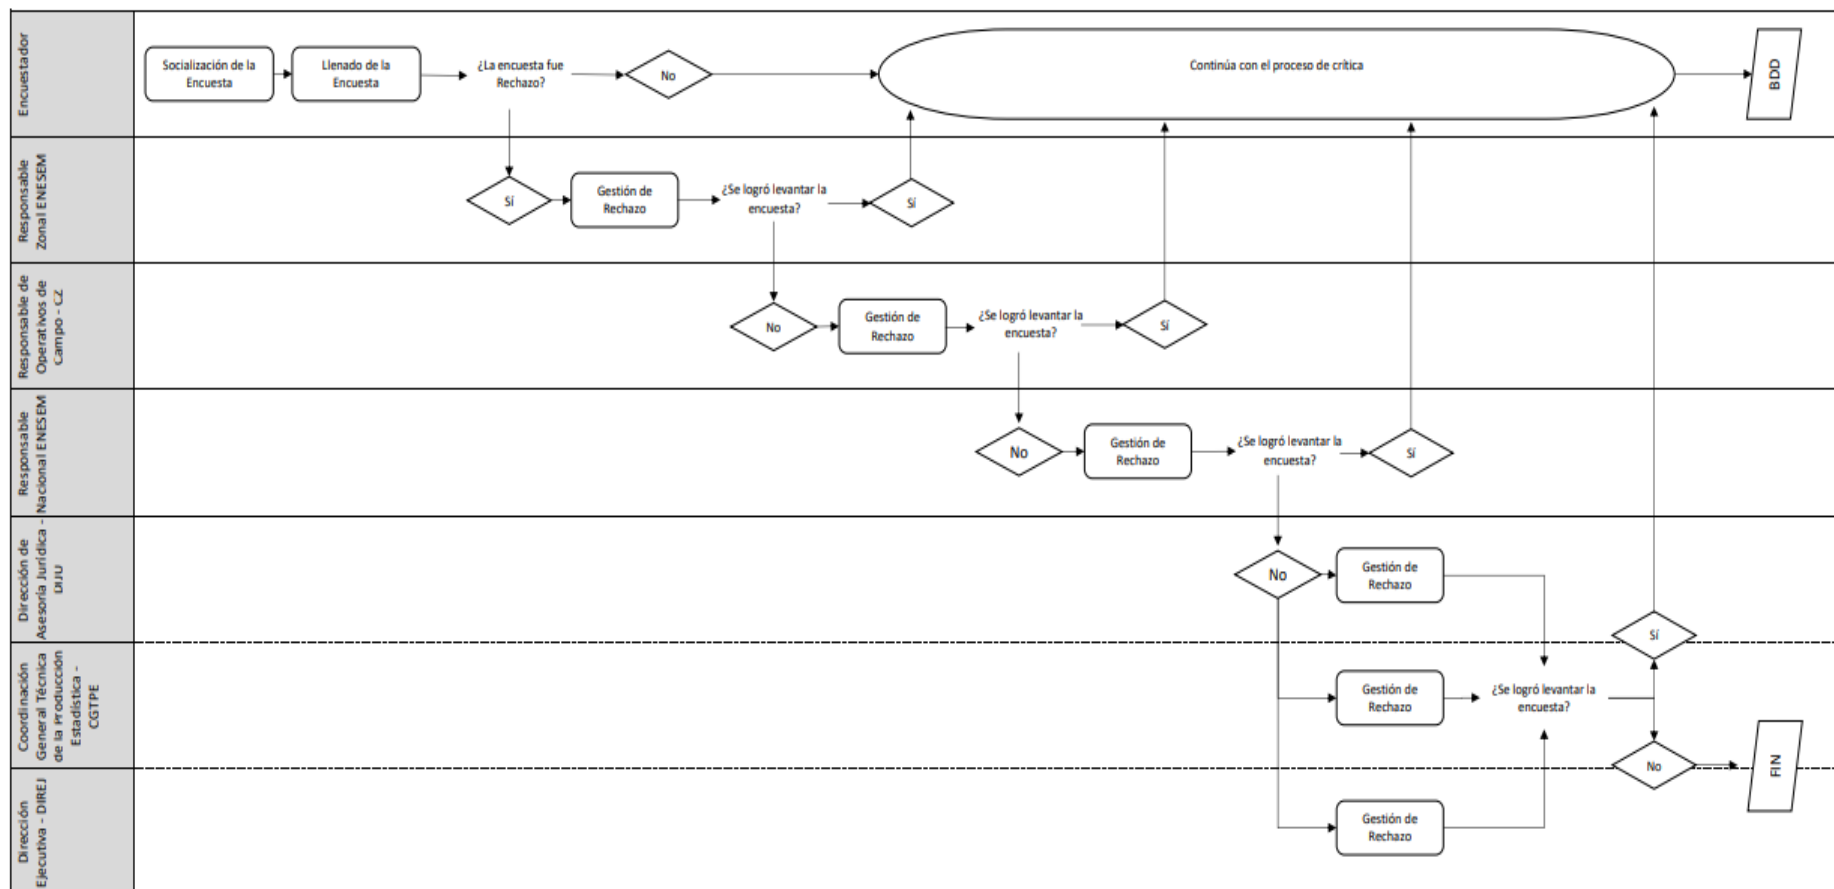 Encuestador
Socialización de la
Encuesta
Llenado de la
Encuesta
¿La encuesta fue
Rechazo?
No
Continúa con el proceso de crítica
BDD
Responsable
Zonal ENESEM
Sí
Gestión de
Rechazo
¿Se logró levantar la
encuesta?
Sí
Responsable de
Operativos de
Campo - CZ
No
Gestión de
Rechazo
¿Se logró levantar la
encuesta?
Sí
Responsable
Nacional ENESEM
No
Gestión de
Rechazo
¿Se logró levantar la
encuesta?
Sí
Dirección de
Asesoría Jurídica -
DIJU
No
Gestión de
Rechazo
Sí
Coordinación
General Técnica
de la Producción
Estadística -
CGTPE
Gestión de
Rechazo
¿Se logró levantar la
encuesta?
No
FIN
Dirección
Ejecutiva - DIREJ
Gestión de
Rechazo